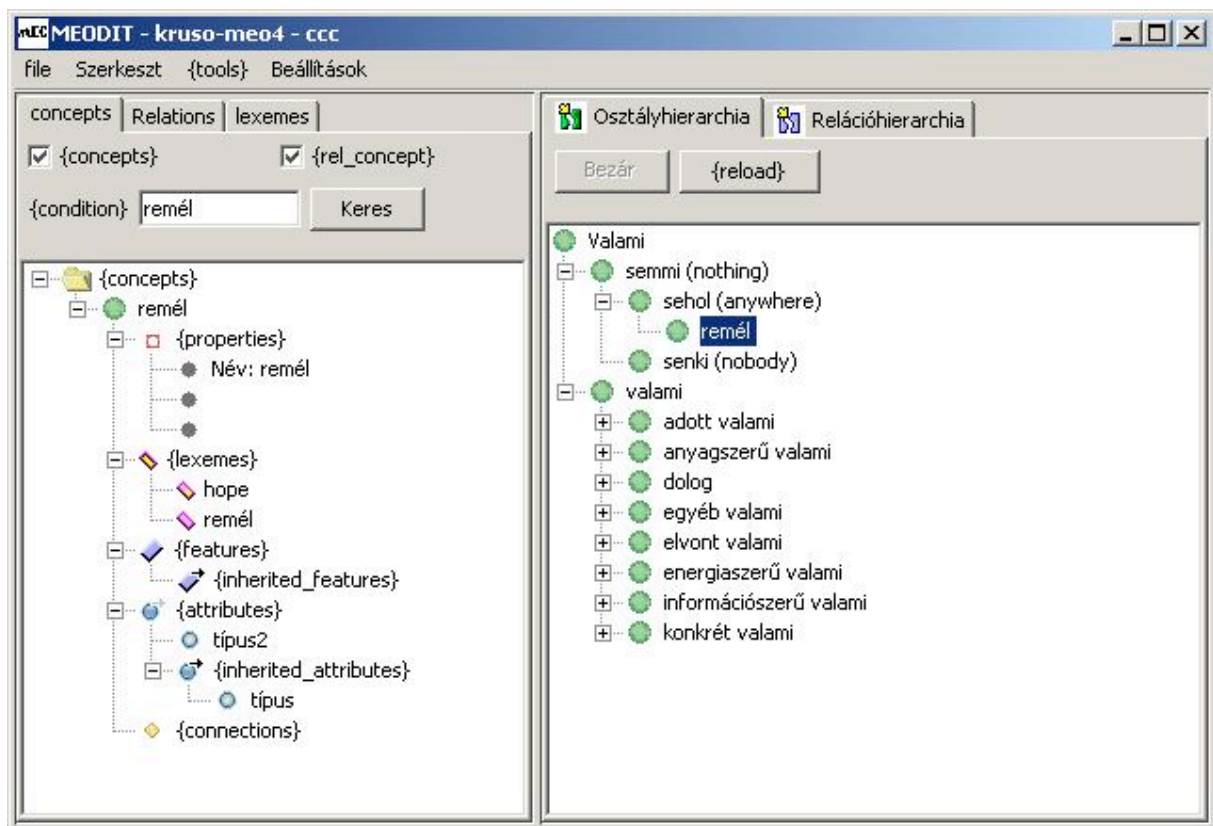 mEC MEODIT - kruso-meo4 - ccc
file Szerkeszt {tools} Beállítások
concepts Relations lexemes
{concepts} {rel_concept}
{condition} remél Keres
{concepts}
remél
{properties}
Név: remél
{lexemes}
hope
remél
{features}
{inherited_features}
{attributes}
típus2
{inherited_attributes}
típus
{connections}
Osztályhierarchia Relációhierarchia
Bezár {reload}
Valami
semmi (nothing)
sehol (anywhere)
remél
senki (nobody)
valami
adott valami
anyagszerű valami
dolog
egyéb valami
elvont valami
energiaszerű valami
információszerű valami
konkrét valami